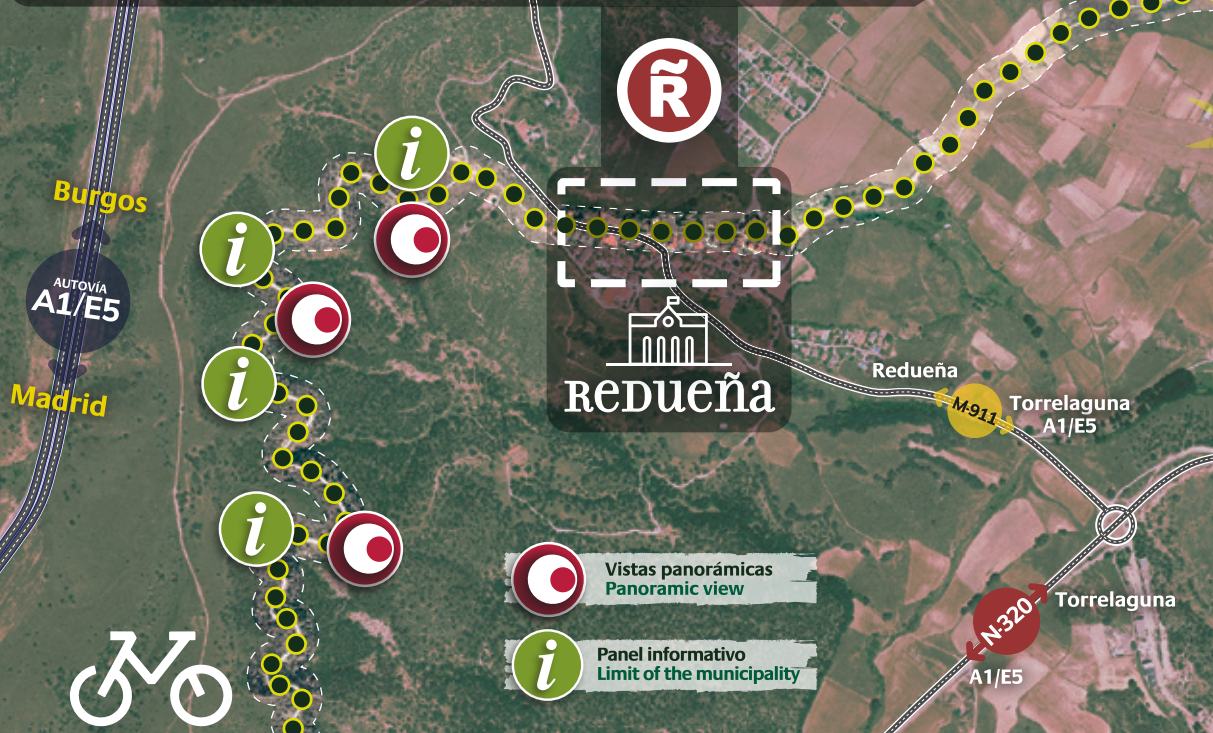 R̃
Burgos
AUTOVÍA
A1/E5
Madrid
REDUEÑA
Redueña
M-911
Torrelaguna
A1/E5
i
i
i
i
Vistas panorámicas
Panoramic view
i
Panel informativo
Limit of the municipality
N-320
Torrelaguna
A1/E5